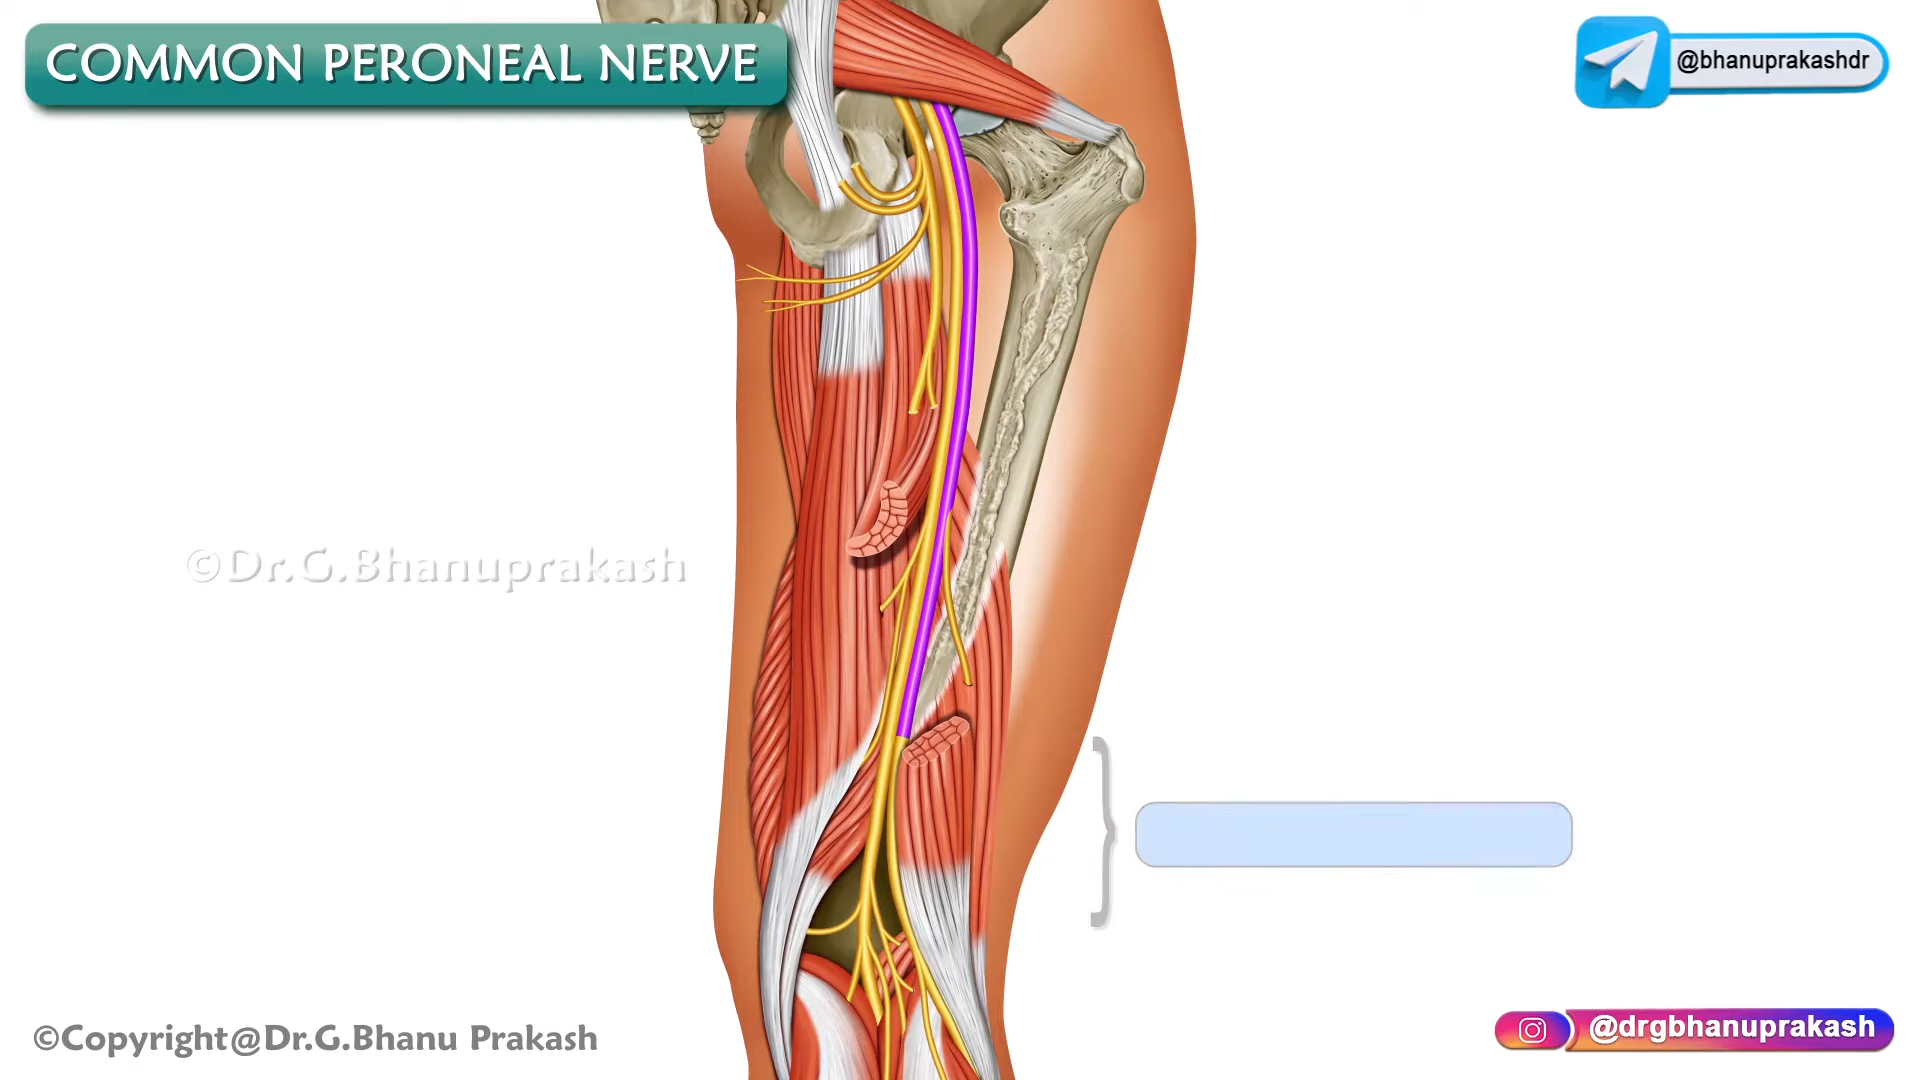 COMMON PERONEAL NERVE
@bhanuprakashdr
©Dr.G.Bhanuprakash
©Copyright@Dr.G.Bhanu Prakash
@drgbhanuprakash